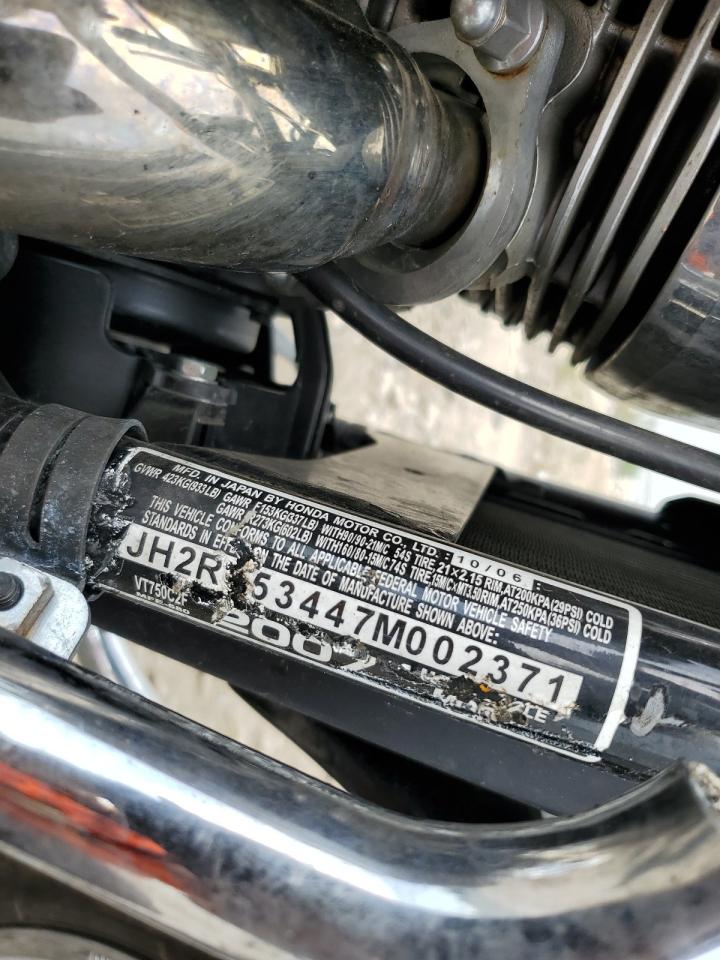 MFD. IN JAPAN BY HONDA MOTOR CO., LTD. : 10/06 :
GVWR 423KG(933LB) GAWR F153KG(337LB) WITH90/90-21MC 54S TIRE,21×2.15 RIM,AT200KPA(29PSI) COLD
GAWR R273KG(602LB) WITH160/80-15MC74S TIRE,15MC×MT3.50RIM,AT250KPA(36PSI) COLD
THIS VEHICLE CONFORMS TO ALL APPLICABLE FEDERAL MOTOR VEHICLE SAFETY
STANDARDS IN EFFECT ON THE DATE OF MANUFACTURE SHOWN ABOVE:
JH2R 53447M002371
VT750C2F
2007